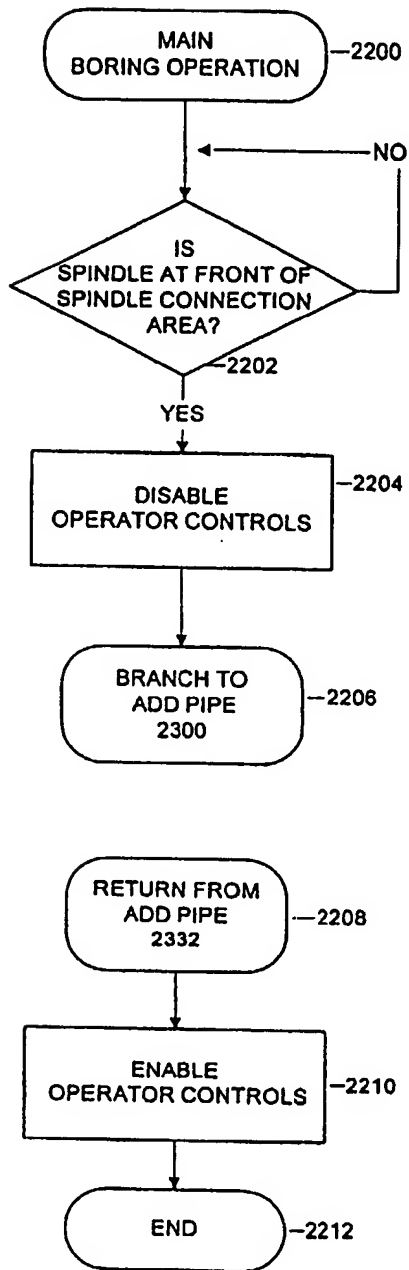 MAIN
BORING OPERATION
2200
NO
IS
SPINDLE AT FRONT OF
SPINDLE CONNECTION
AREA?
2202
YES
DISABLE
OPERATOR CONTROLS
2204
BRANCH TO
ADD PIPE
2300
2206
RETURN FROM
ADD PIPE
2332
2208
ENABLE
OPERATOR CONTROLS
2210
END
2212